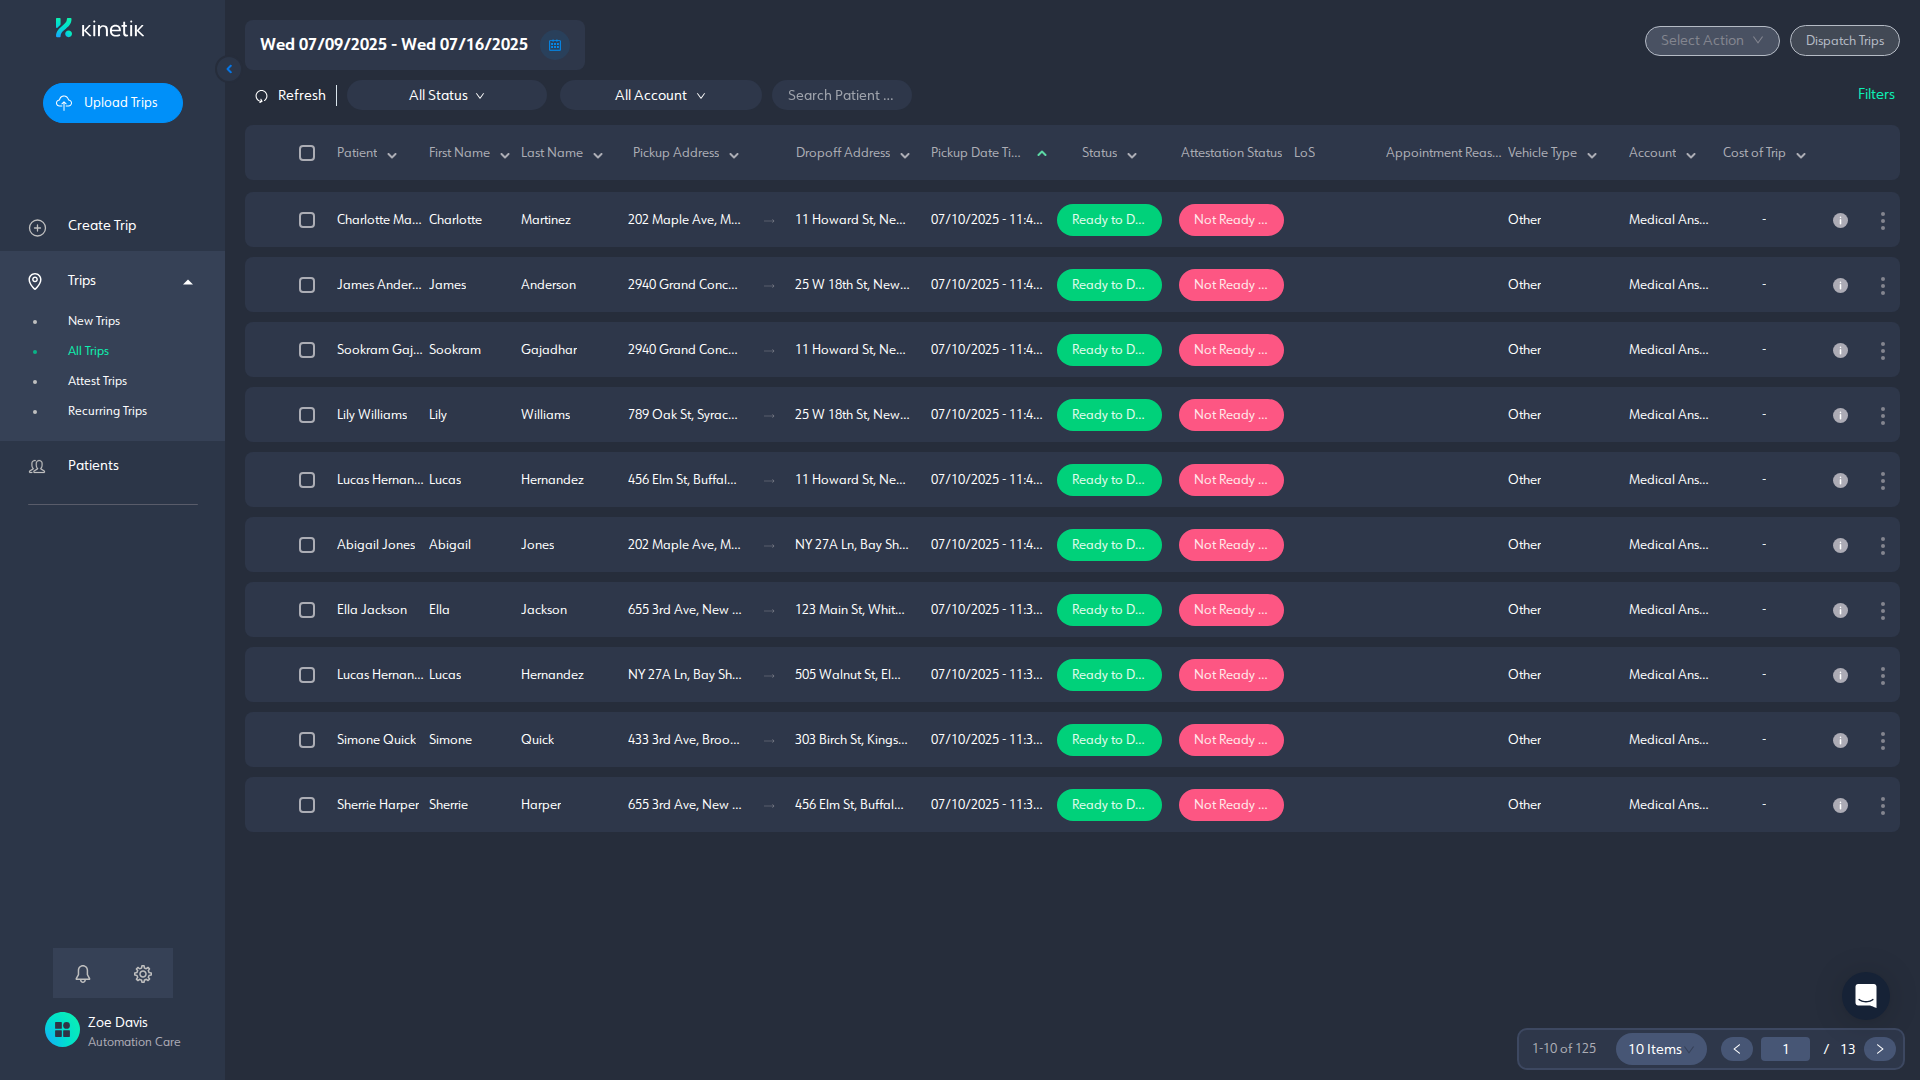 kinetik
Upload Trips
Create Trip
Trips
New Trips
All Trips
Attest Trips
Recurring Trips
Patients
Zoe Davis
Automation Care
Wed 07/09/2025 - Wed 07/16/2025
Select Action
Dispatch Trips
Refresh
All Status
All Account
Search Patient ...
Filters
Patient First Name Last Name Pickup Address Dropoff Address Pickup Date Ti... Status Attestation Status LoS Appointment Reas... Vehicle Type Account Cost of Trip
Charlotte Ma... Charlotte Martinez 202 Maple Ave, M... → 11 Howard St, Ne... 07/10/2025 - 11:4... Ready to D... Not Ready ... Other Medical Ans... -
James Ander... James Anderson 2940 Grand Conc... → 25 W 18th St, New... 07/10/2025 - 11:4... Ready to D... Not Ready ... Other Medical Ans... -
Sookram Gaj... Sookram Gajadhar 2940 Grand Conc... → 11 Howard St, Ne... 07/10/2025 - 11:4... Ready to D... Not Ready ... Other Medical Ans... -
Lily Williams Lily Williams 789 Oak St, Syrac... → 25 W 18th St, New... 07/10/2025 - 11:4... Ready to D... Not Ready ... Other Medical Ans... -
Lucas Hernan... Lucas Hernandez 456 Elm St, Buffal... → 11 Howard St, Ne... 07/10/2025 - 11:4... Ready to D... Not Ready ... Other Medical Ans... -
Abigail Jones Abigail Jones 202 Maple Ave, M... → NY 27A Ln, Bay Sh... 07/10/2025 - 11:4... Ready to D... Not Ready ... Other Medical Ans... -
Ella Jackson Ella Jackson 655 3rd Ave, New ... → 123 Main St, Whit... 07/10/2025 - 11:3... Ready to D... Not Ready ... Other Medical Ans... -
Lucas Hernan... Lucas Hernandez NY 27A Ln, Bay Sh... → 505 Walnut St, El... 07/10/2025 - 11:3... Ready to D... Not Ready ... Other Medical Ans... -
Simone Quick Simone Quick 433 3rd Ave, Broo... → 303 Birch St, Kings... 07/10/2025 - 11:3... Ready to D... Not Ready ... Other Medical Ans... -
Sherrie Harper Sherrie Harper 655 3rd Ave, New ... → 456 Elm St, Buffal... 07/10/2025 - 11:3... Ready to D... Not Ready ... Other Medical Ans... -
1-10 of 125 10 Items 1 / 13